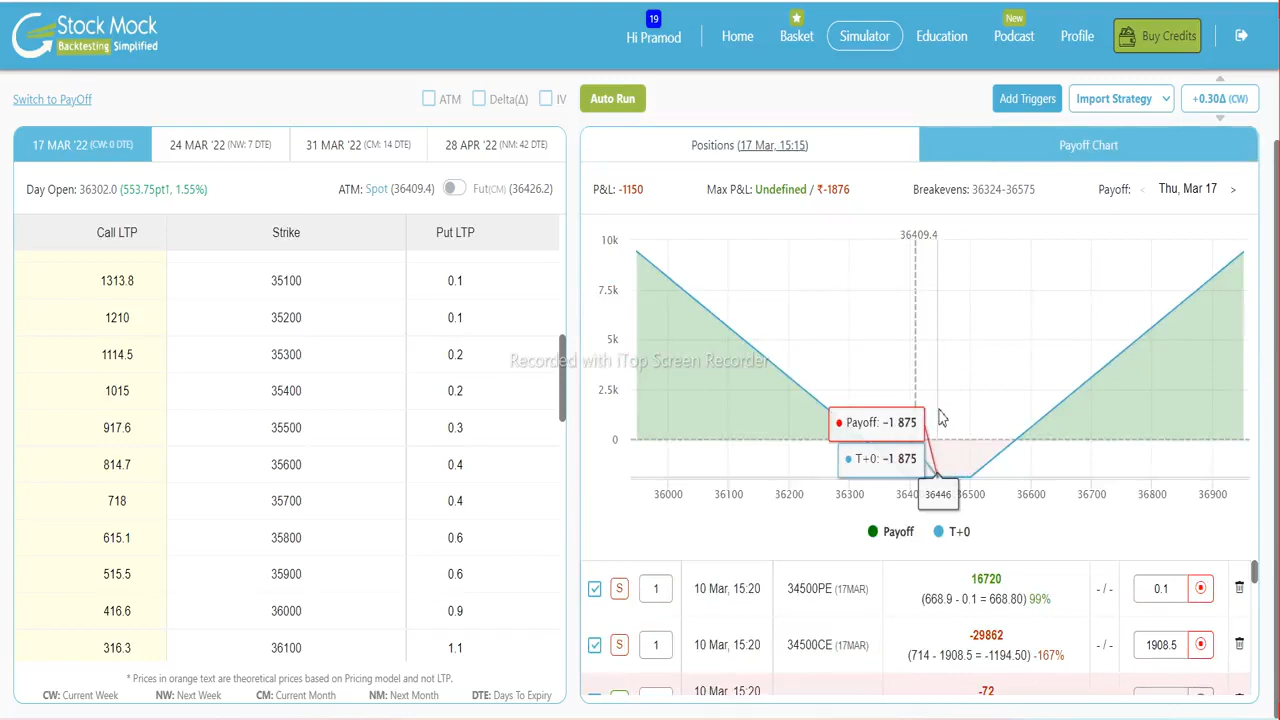 Stock Mock
Backtesting Simplified
19
Hi Pramod
Home
Basket
Simulator
Education
New
Podcast
Profile
Buy Credits
Switch to PayOff
ATM
Delta(Δ)
IV
Auto Run
Add Triggers
Import Strategy
+0.30Δ (CW)
17 MAR '22 (CW: 0 DTE)
24 MAR '22 (NW: 7 DTE)
31 MAR '22 (CM: 14 DTE)
28 APR '22 (NM: 42 DTE)
Day Open: 36302.0 (553.75pt↑, 1.55%)
ATM: Spot (36409.4)
Fut(CM) (36426.2)
Call LTP Strike Put LTP
1313.8 35100 0.1
1210 35200 0.1
1114.5 35300 0.2
1015 35400 0.2
917.6 35500 0.3
814.7 35600 0.4
718 35700 0.4
615.1 35800 0.6
515.5 35900 0.6
416.6 36000 0.9
316.3 36100 1.1
* Prices in orange text are theoretical prices based on Pricing model and not LTP.
CW: Current Week NW: Next Week CM: Current Month NM: Next Month DTE: Days To Expiry
Positions (17 Mar, 15:15)
Payoff Chart
P&L: -1150
Max P&L: Undefined / ₹-1876
Breakevens: 36324-36575
Payoff: < Thu, Mar 17 >
36409.4
10k
7.5k
5k
2.5k
0
Recorded with iTop Screen Recorder
Payoff: -1 875
T+0: -1 875
36446
36000 36100 36200 36300 3640 36500 36600 36700 36800 36900
Payoff T+0
S 1 10 Mar, 15:20 34500PE (17MAR) 16720 - / - 0.1
(668.9 - 0.1 = 668.80) 99%
S 1 10 Mar, 15:20 34500CE (17MAR) -29862 - / - 1908.5
(714 - 1908.5 = -1194.50) -167%
10 Mar, 15:20 -72